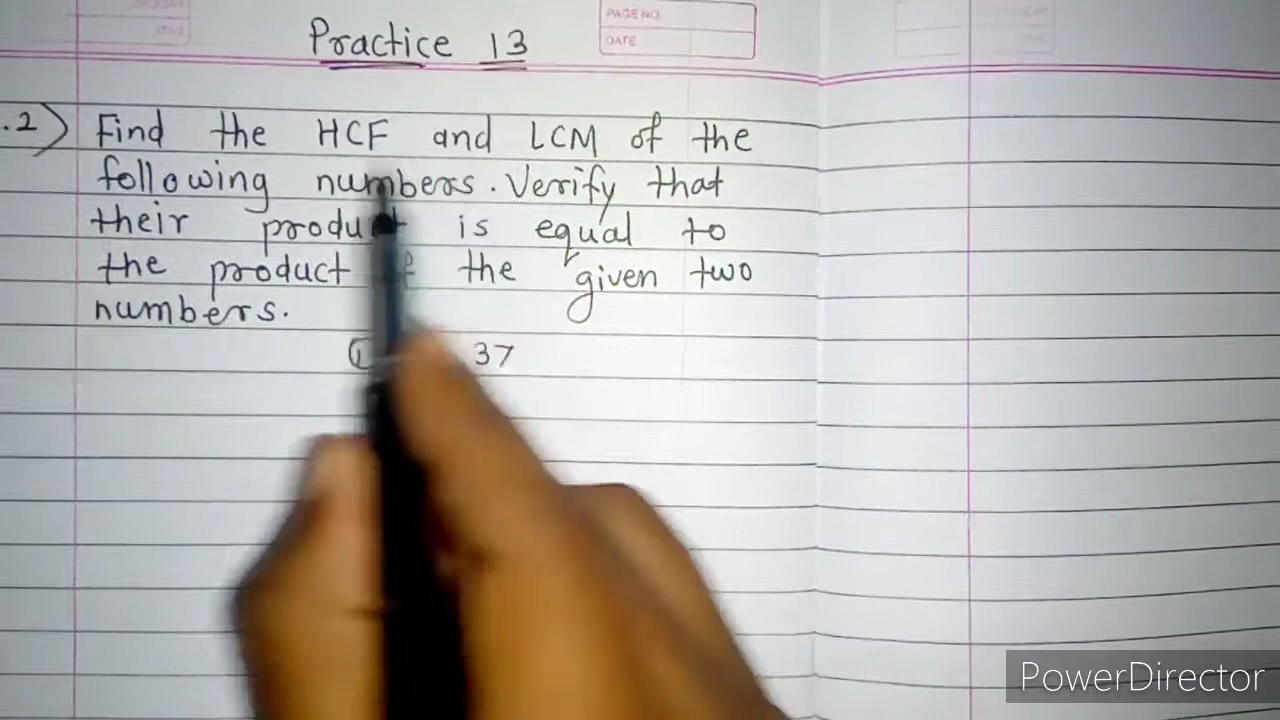 Practice 13
PAGE NO.
DATE
.2) Find the HCF and LCM of the
following numbers. Verify that
their product is equal to
the product of the given two
numbers.
37
PowerDirector